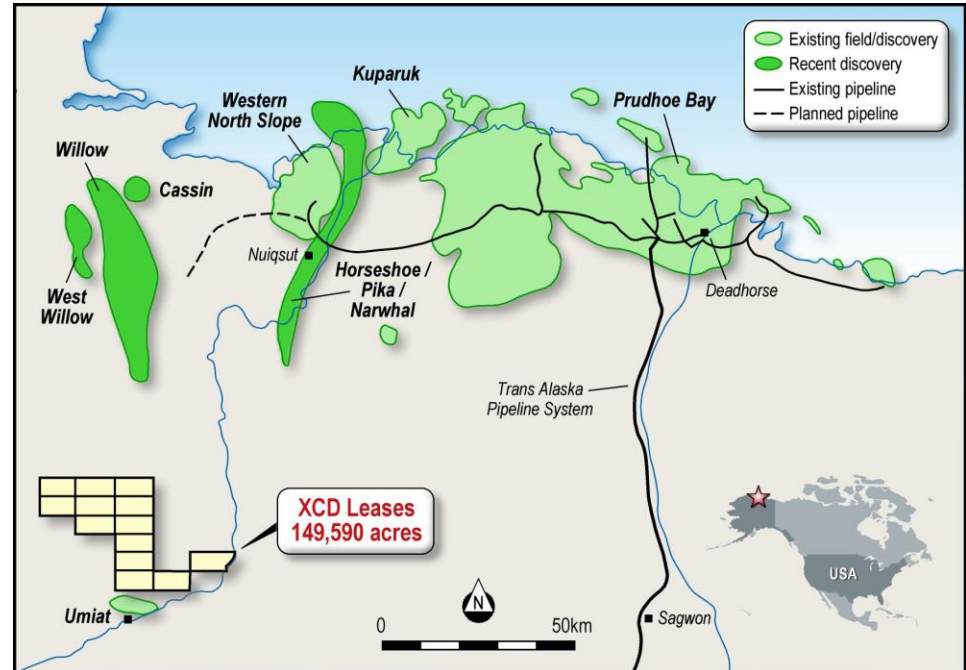 Existing field/discovery
Recent discovery
Existing pipeline
Planned pipeline
Kuparuk
Western
North Slope
Prudhoe Bay
Willow
Cassin
Nuiqsut
West
Willow
Horseshoe /
Pika /
Narwhal
Deadhorse
Trans Alaska
Pipeline System
XCD Leases
149,590 acres
USA
Umiat
N
0
50km
Sagwon